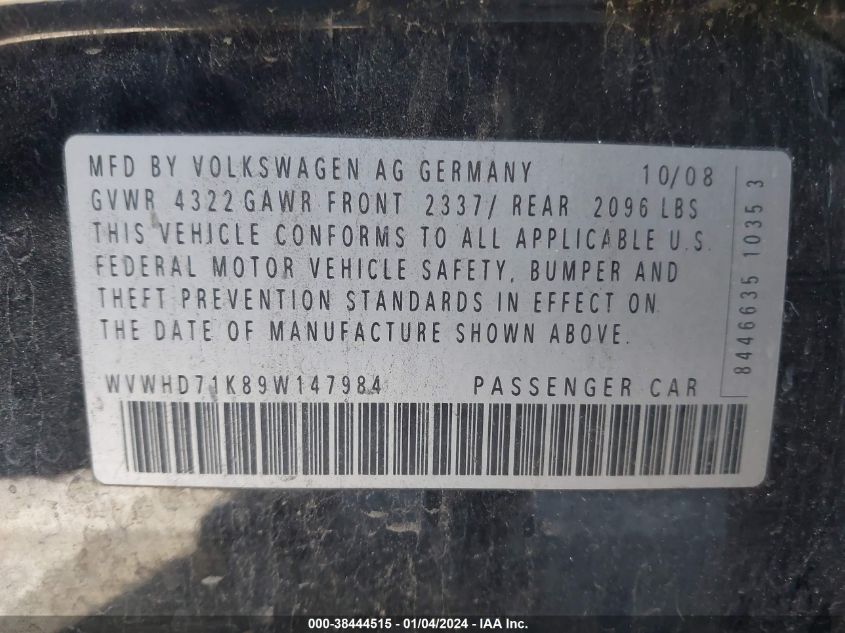 MFD BY VOLKSWAGEN AG GERMANY 10/08
GVWR 4322 GAWR FRONT 2337/ REAR 2096 LBS
THIS VEHICLE CONFORMS TO ALL APPLICABLE U.S.
FEDERAL MOTOR VEHICLE SAFETY, BUMPER AND
THEFT PREVENTION STANDARDS IN EFFECT ON
THE DATE OF MANUFACTURE SHOWN ABOVE.
WVWHD71K89W147984 PASSENGER CAR
8446635 1035 3
000-38444515 - 01/04/2024 - IAA Inc.